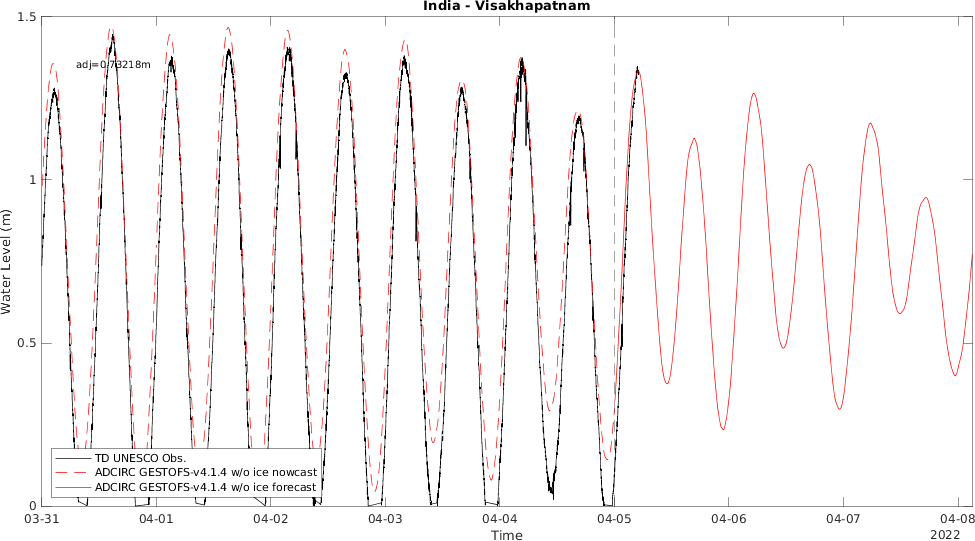 India - Visakhapatnam
1.5
adj=0.73218m
1
Water Level (m)
0.5
TD UNESCO Obs.
ADCIRC GESTOFS-v4.1.4 w/o ice nowcast
ADCIRC GESTOFS-v4.1.4 w/o ice forecast
0
03-31 04-01 04-02 04-03 04-04 04-05 04-06 04-07 04-08
Time
2022